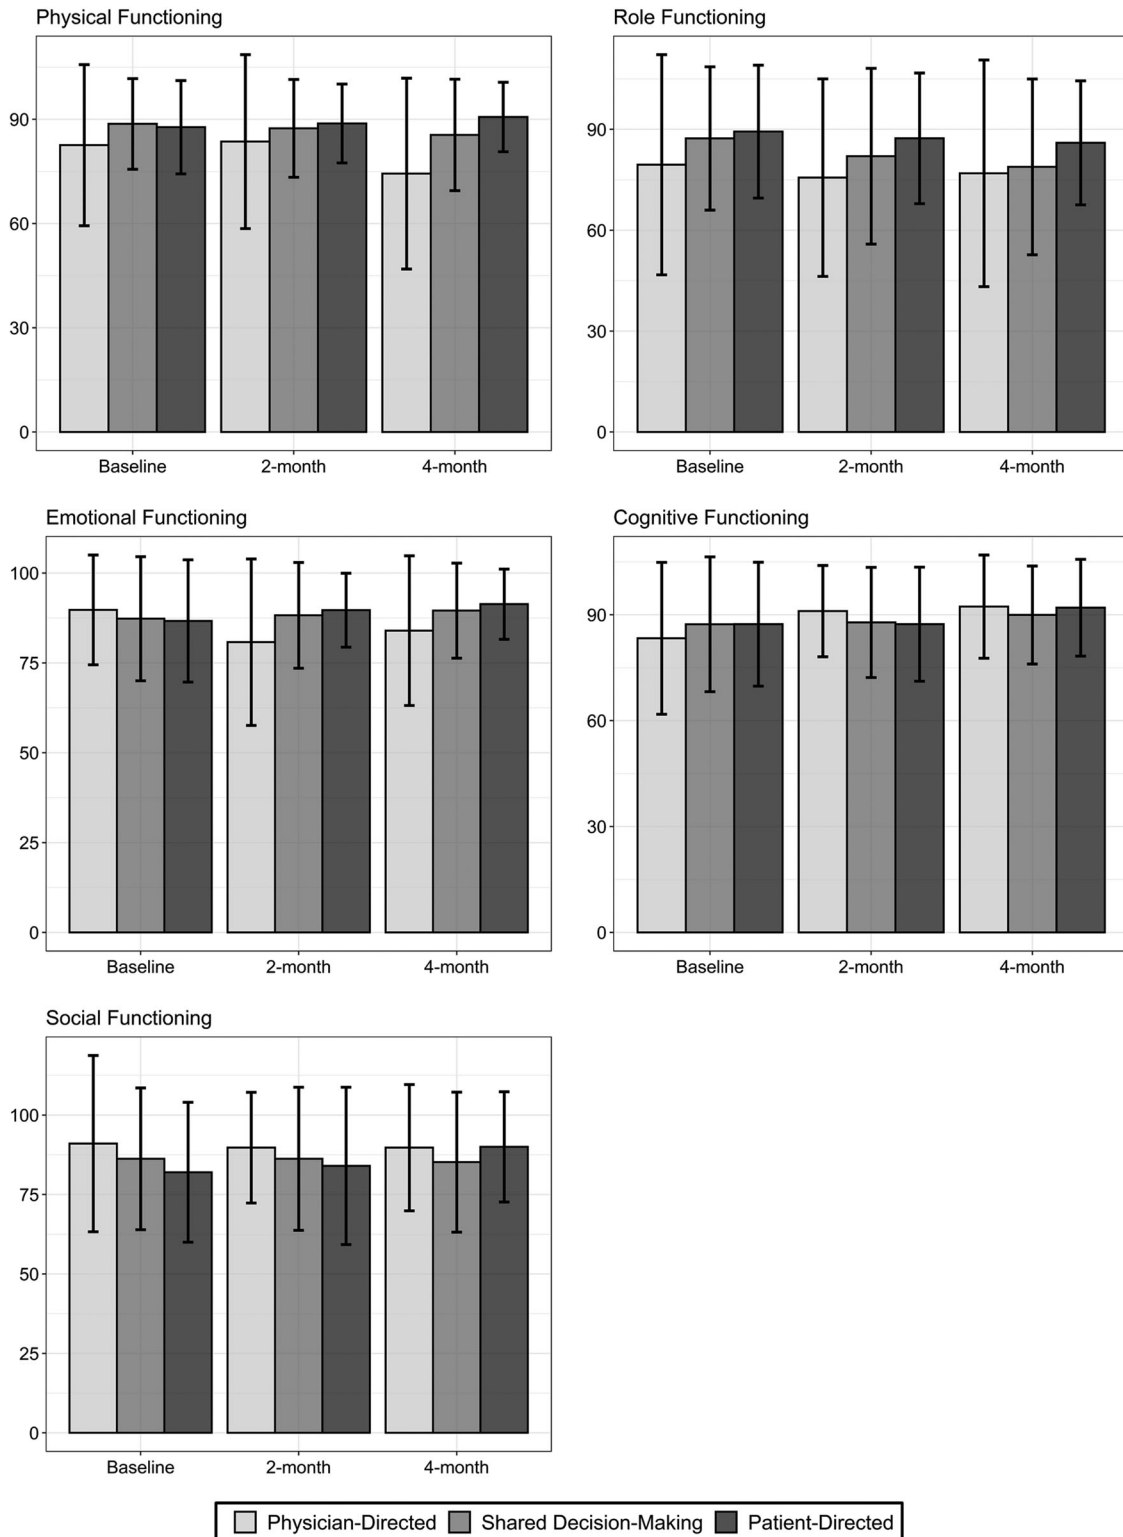 Physical Functioning
90
60
30
0
Baseline 2-month 4-month
Role Functioning
90
60
30
0
Baseline 2-month 4-month
Emotional Functioning
100
75
50
25
0
Baseline 2-month 4-month
Cognitive Functioning
90
60
30
0
Baseline 2-month 4-month
Social Functioning
100
75
50
25
0
Baseline 2-month 4-month
Physician-Directed Shared Decision-Making Patient-Directed